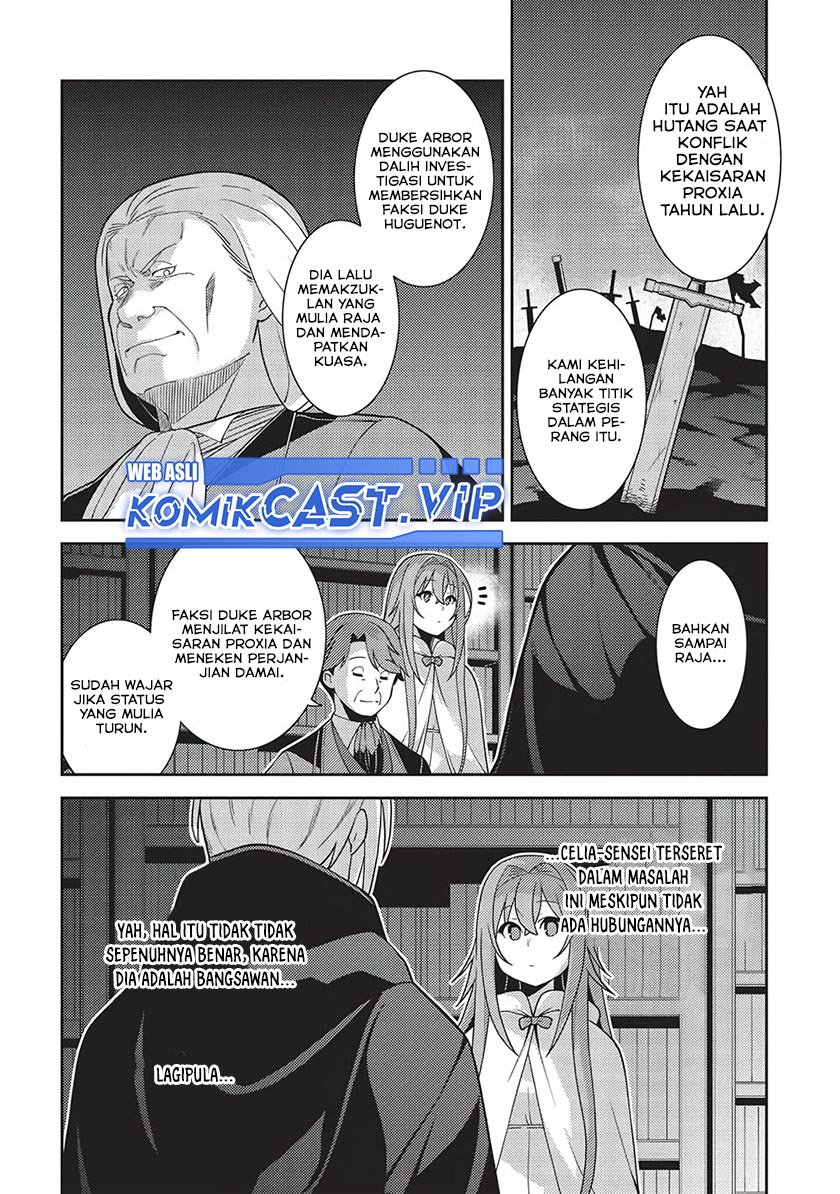 YAH
ITU ADALAH
HUTANG SAAT
KONFLIK
DENGAN
KEKAISARAN
PROXIA
TAHUN LALU.
KAMI KEHI-
LANGAN
BANYAK TITIK
STATEGIS
DALAM PE-
RANG ITU.
DUKE ARBOR
MENGGUNAKAN
DALIH INVES-
TIGASI UNTUK
MEMBERSIHKAN
FAKSI DUKE
HUGUENOT.
DIA LALU
MEMAKZUK-
LAN YANG
MULIA RAJA
DAN MENDA-
PATKAN
KUASA.
WEB ASLI
KOMIKCAST.VIP
BAHKAN
SAMPAI
RAJA...
FAKSI DUKE ARBOR
MENJILAT KEKAI-
SARAN PROXIA DAN
MENEKEN PERJAN-
JIAN DAMAI.
SUDAH WAJAR
JIKA STATUS
YANG MULIA
TURUN.
...CELIA-SENSEI TERSERET
DALAM MASALAH
INI MESKIPUN TIDAK
ADA HUBUNGANNYA...
YAH, HAL ITU TIDAK TIDAK
SEPENUHNYA BENAR, KARENA
DIA ADALAH BANGSAWAN...
LAGIPULA...